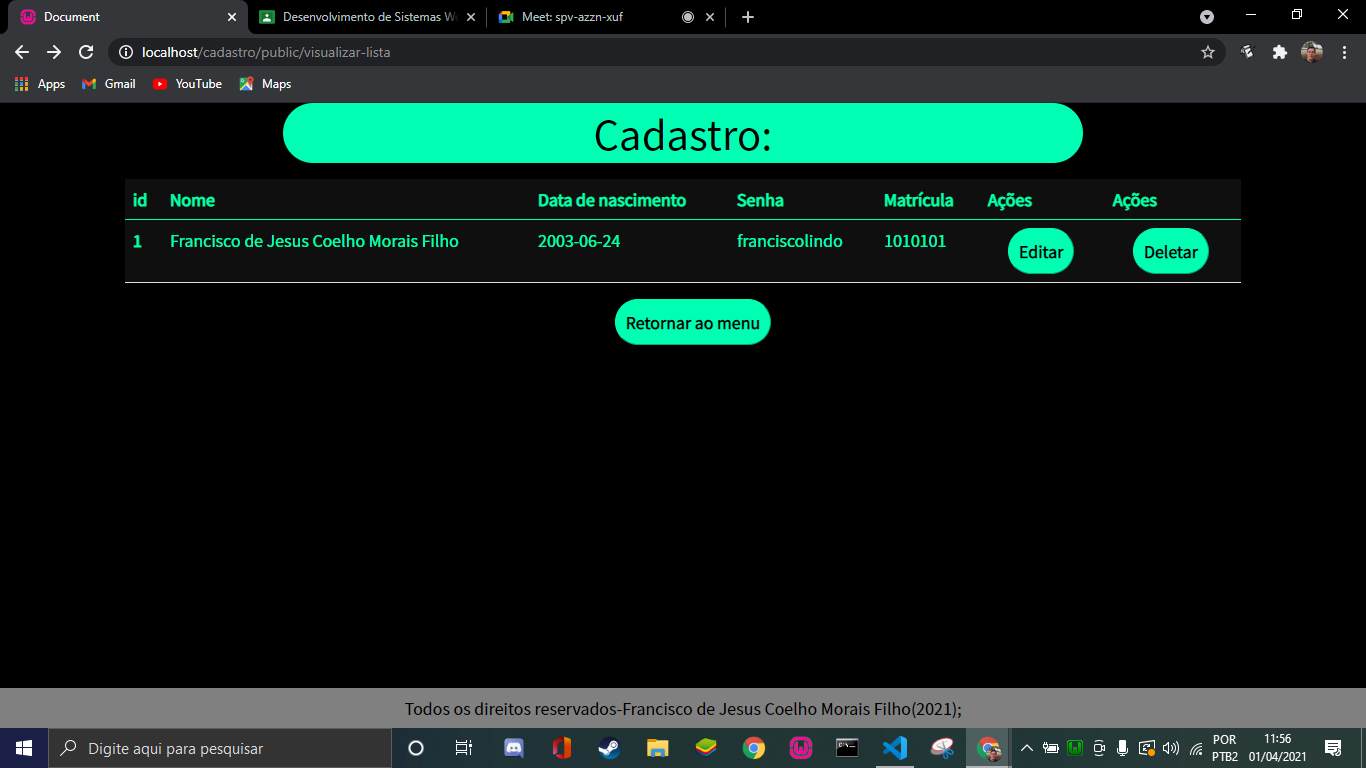 Document
Desenvolvimento de Sistemas W
Meet: spv-azzn-xuf
localhost/cadastro/public/visualizar-lista
Apps Gmail YouTube Maps
Cadastro:
id Nome Data de nascimento Senha Matrícula Ações Ações
1 Francisco de Jesus Coelho Morais Filho 2003-06-24 franciscolindo 1010101 Editar Deletar
Retornar ao menu
Todos os direitos reservados-Francisco de Jesus Coelho Morais Filho(2021);
Digite aqui para pesquisar
POR
PTB2
11:56
01/04/2021